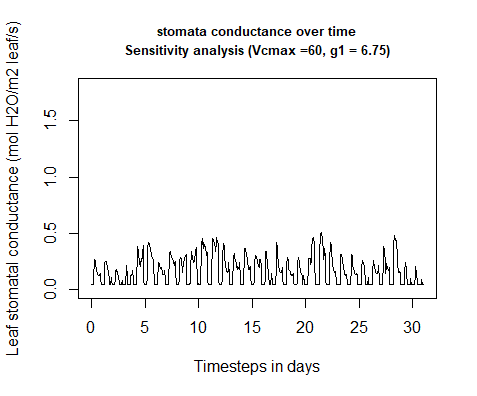 stomata conductance over time
Sensitivity analysis (Vcmax =60, g1 = 6.75)
Leaf stomatal conductance (mol H2O/m2 leaf/s)
1.5
1.0
0.5
0.0
0 5 10 15 20 25 30
Timesteps in days